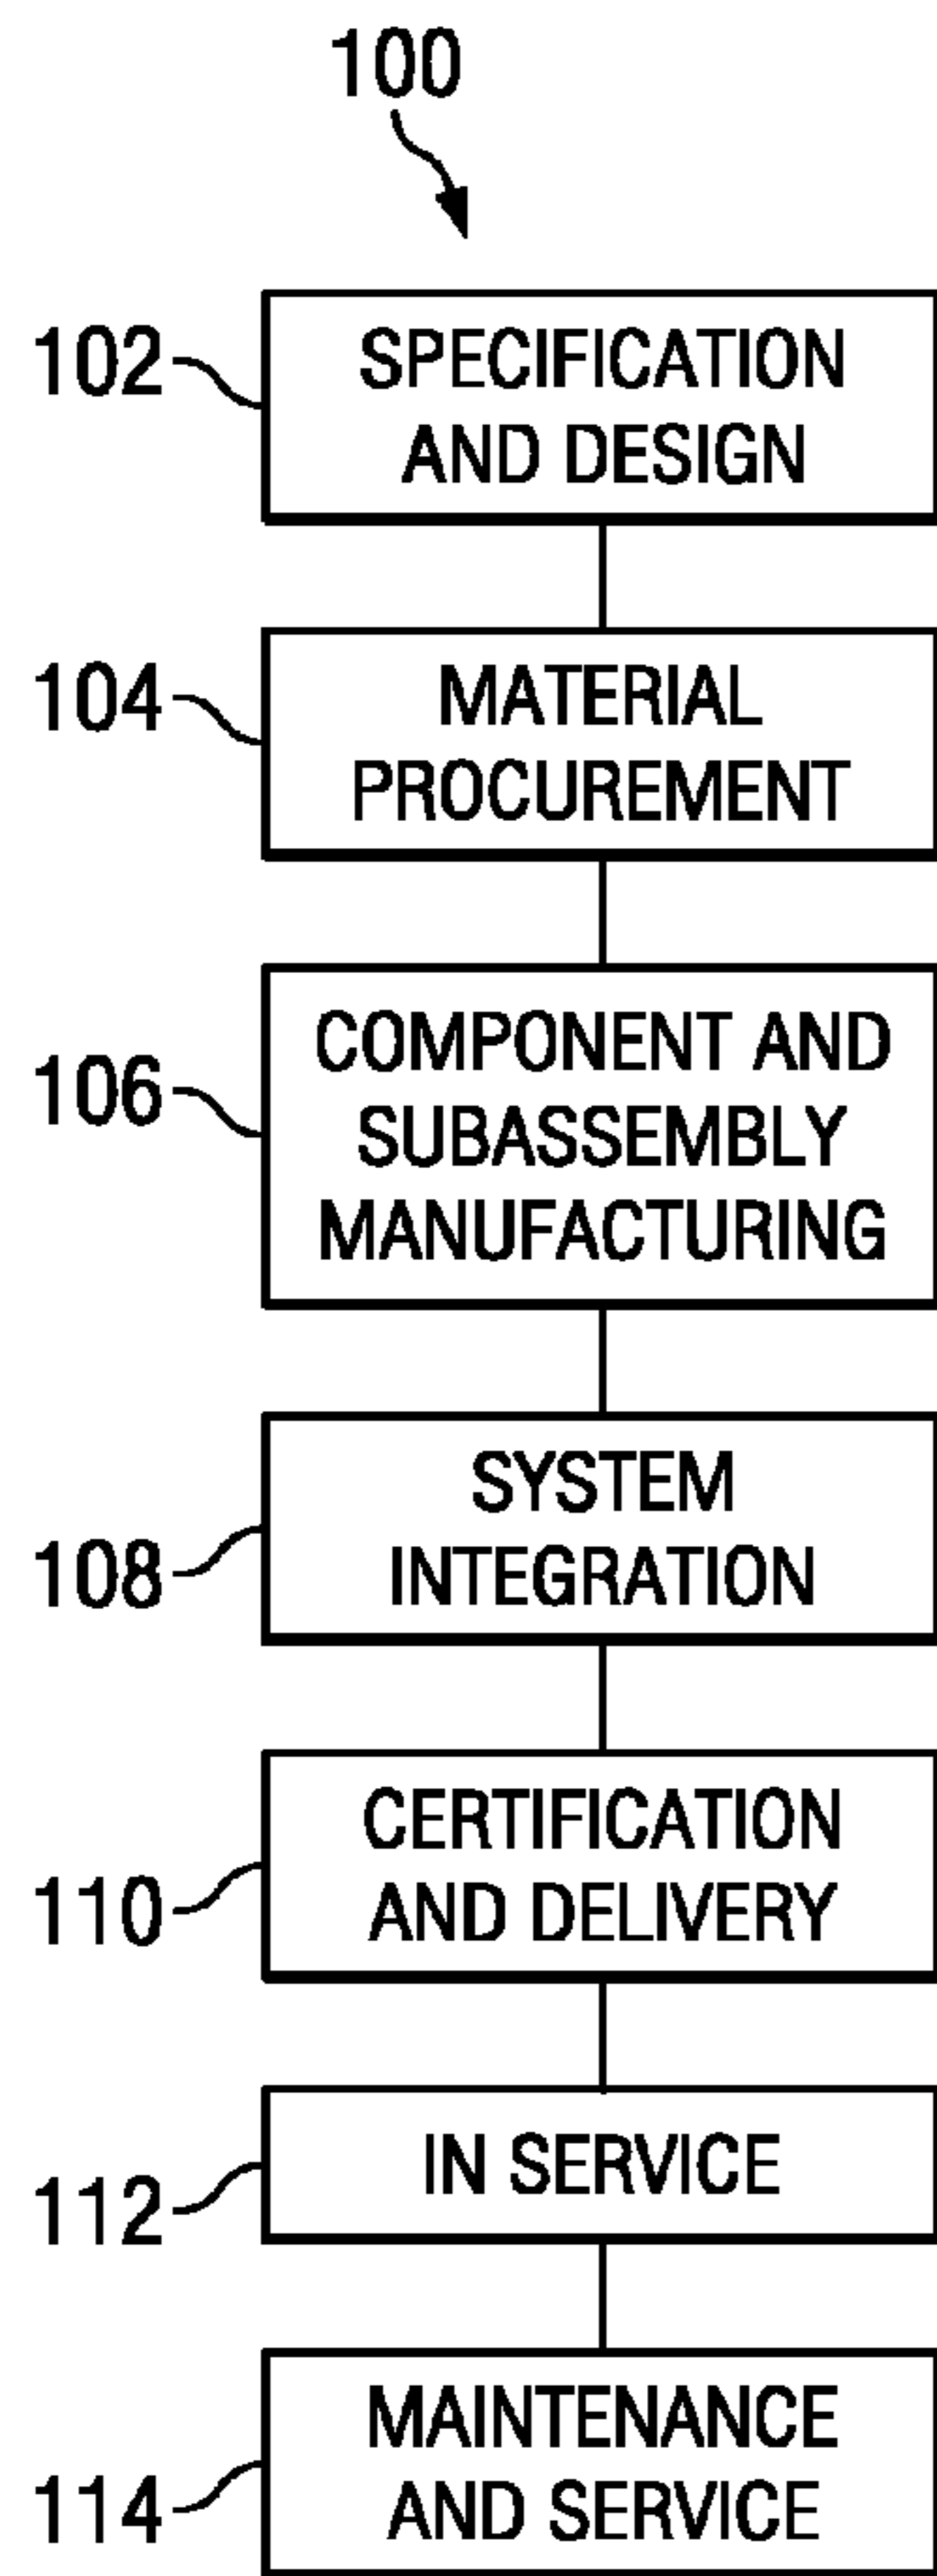 100
102
SPECIFICATION
AND DESIGN
104
MATERIAL
PROCUREMENT
106
COMPONENT AND
SUBASSEMBLY
MANUFACTURING
108
SYSTEM
INTEGRATION
110
CERTIFICATION
AND DELIVERY
112
IN SERVICE
114
MAINTENANCE
AND SERVICE